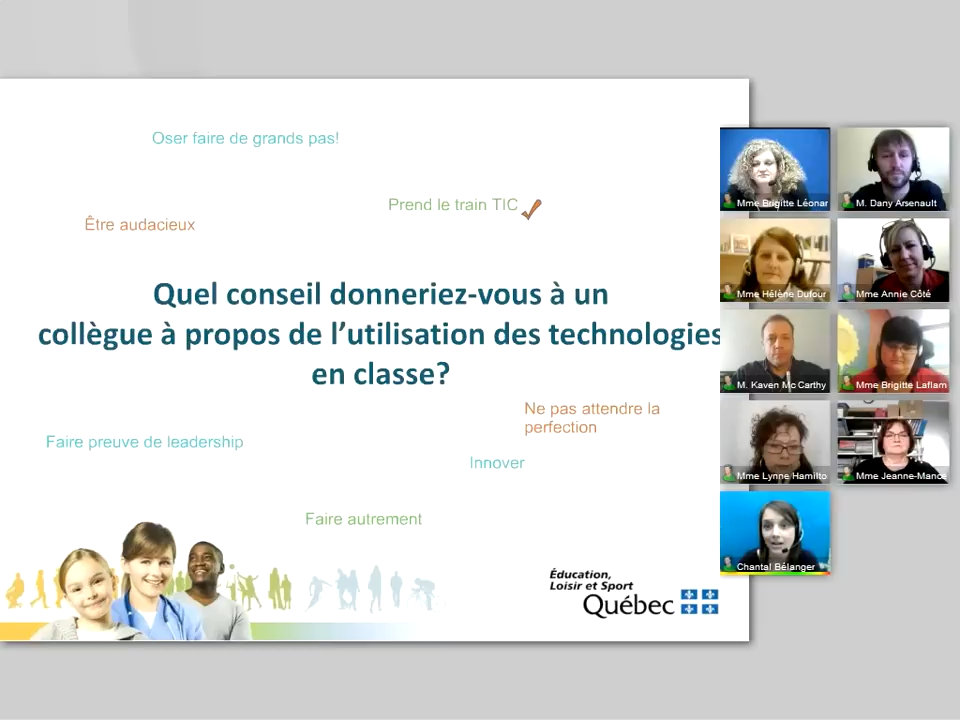 Oser faire de grands pas!
Prend le train TIC
Être audacieux
Quel conseil donneriez-vous à un
collègue à propos de l'utilisation des technologies
en classe?
Ne pas attendre la
perfection
Faire preuve de leadership
Innover
Faire autrement
Éducation,
Loisir et Sport
Québec
Mme Brigitte Léonar
M. Dany Arsenault
Mme Hélène Dufour
Mme Annie Côté
M. Kaven Mc Carthy
Mme Brigitte Laflam
Mme Lynne Hamilto
Mme Jeanne-Mance
Chantal Bélanger